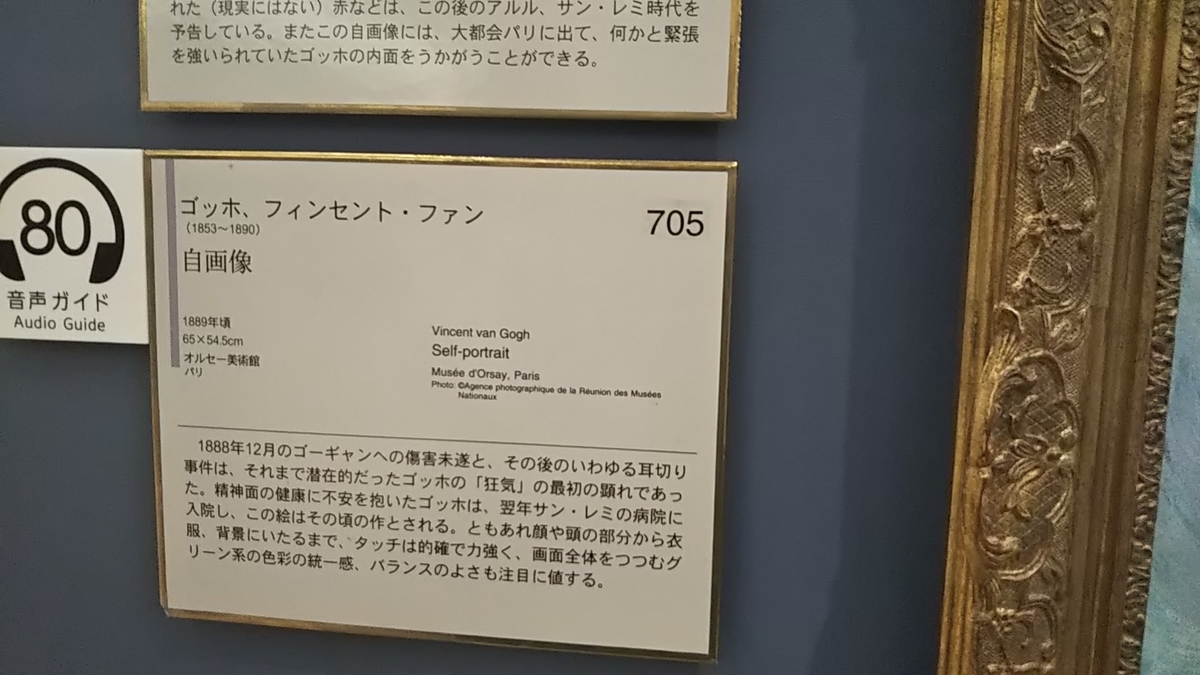 れた（現実にはない）赤などは、この後のアルル、サン・レミ時代を
予告している。またこの自画像には、大都会パリに出て、何かと緊張
を強いられていたゴッホの内面をうかがうことができる。
80
音声ガイド
Audio Guide
ゴッホ、フィンセント・ファン
（1853～1890）
705
自画像
1889年頃
65×54.5cm
オルセー美術館
パリ
Vincent van Gogh
Self-portrait
Musée d'Orsay, Paris
Photo: ©Agence photographique de la Réunion des Musées
Nationaux
1888年12月のゴーギャンへの傷害未遂と、その後のいわゆる耳切り
事件は、それまで潜在的だったゴッホの「狂気」の最初の顕れであっ
た。精神面の健康に不安を抱いたゴッホは、翌年サン・レミの病院に
入院し、この絵はその頃の作とされる。ともあれ顔や頭の部分から衣
服、背景にいたるまで、タッチは的確で力強く、画面全体をつつむグ
リーン系の色彩の統一感、バランスのよさも注目に値する。